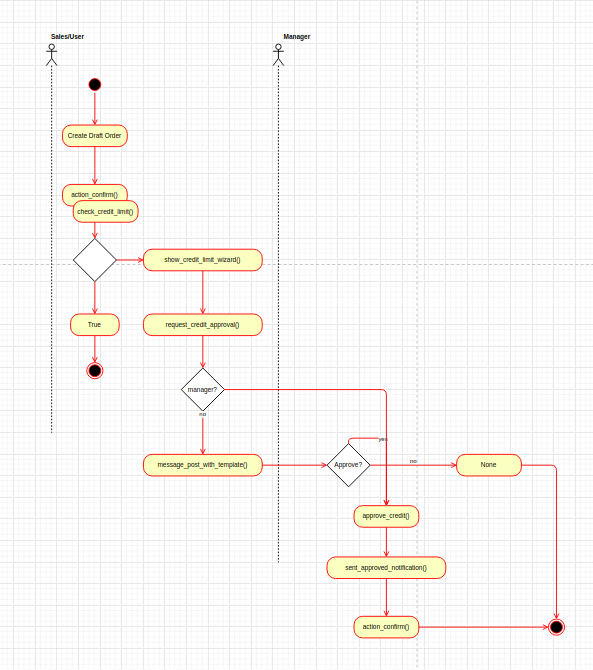 Sales/User
Manager
Create Draft Order
action_confirm()
check_credit_limit()
show_credit_limit_wizard()
True
request_credit_approval()
manager?
no
yes
message_post_with_template()
Approve?
no
None
approve_credit()
sent_approved_notification()
action_confirm()